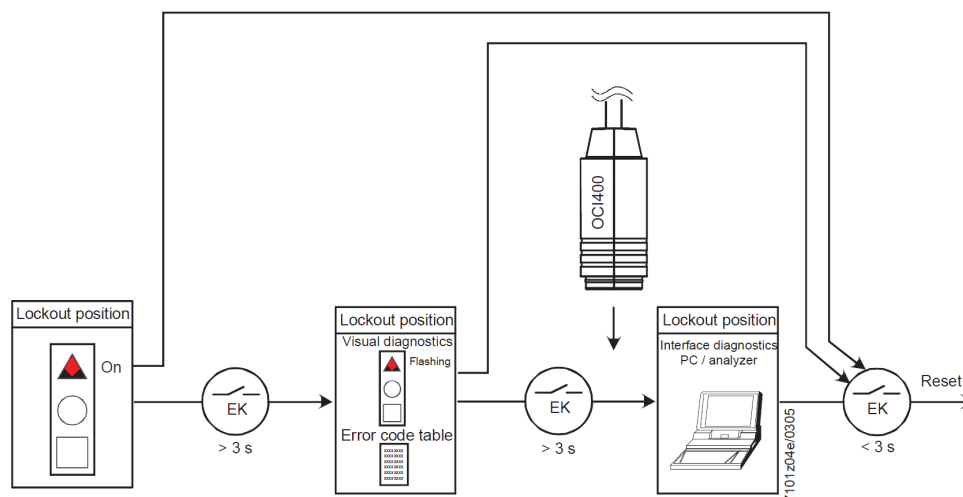 OCI400
Lockout position
On
EK
> 3 s
Lockout position
Visual diagnostics
Flashing
Error code table
EK
> 3 s
Lockout position
Interface diagnostics
PC / analyzer
7101z04e/0305
EK
< 3 s
Reset